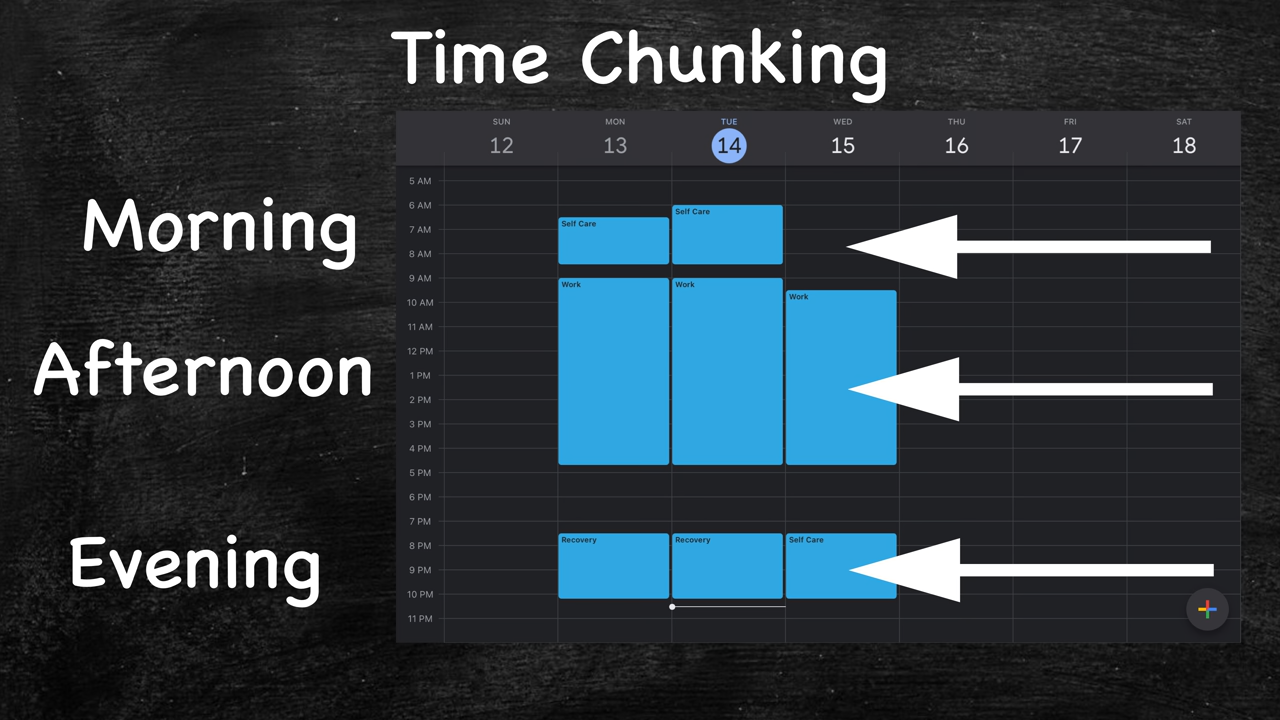 Time Chunking
SUN MON TUE WED THU FRI SAT
12 13 14 15 16 17 18
Morning
Afternoon
Evening
5 AM
6 AM
7 AM
8 AM
9 AM
10 AM
11 AM
12 PM
1 PM
2 PM
3 PM
4 PM
5 PM
6 PM
7 PM
8 PM
9 PM
10 PM
11 PM
Self Care
Work
Recovery
Self Care
Work
Recovery
Work
Self Care